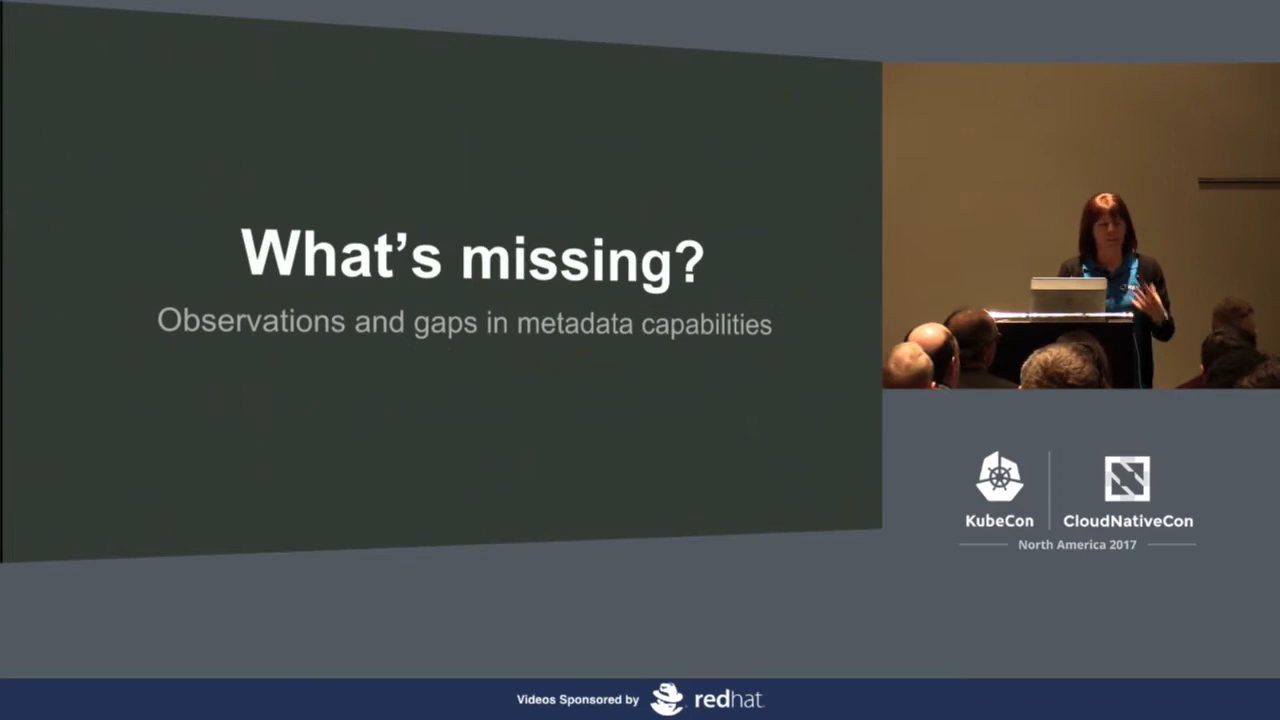 What's missing?
Observations and gaps in metadata capabilities
KubeCon
CloudNativeCon
North America 2017
Videos Sponsored by redhat.